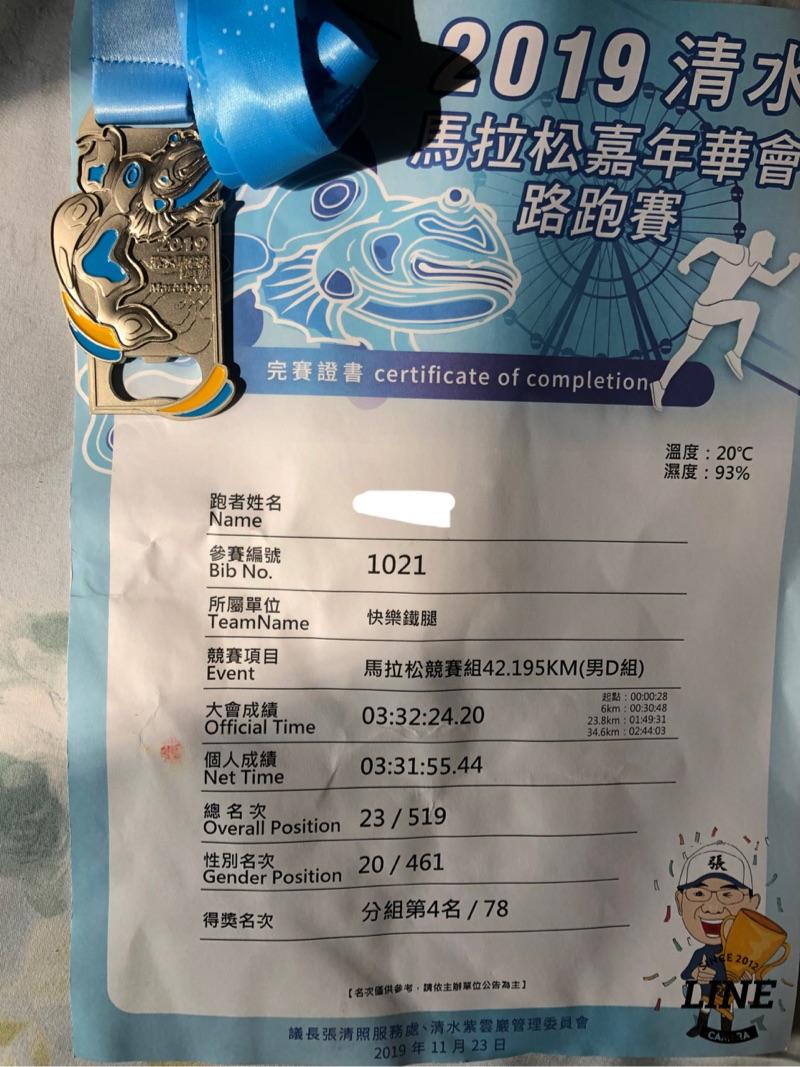 2019 清水
馬拉松嘉年華會
路跑賽
2019
Marathon
完賽證書 certificate of completion
溫度：20℃
濕度：93%
跑者姓名
Name
參賽編號
Bib No.
1021
所屬單位
TeamName
快樂鐵腿
競賽項目
Event
馬拉松競賽組42.195KM(男D組)
大會成績
Official Time
03:32:24.20
起點：00:00:28
6km：00:30:48
23.8km：01:49:31
34.6km：02:44:03
個人成績
Net Time
03:31:55.44
總名次
Overall Position
23 / 519
性別名次
Gender Position
20 / 461
得獎名次
分組第4名 / 78
張
【名次僅供參考，請依主辦單位公告為主】
SINCE 2012
LINE
CAMERA
議長張清照服務處、清水紫雲巖管理委員會
2019 年 11 月 23 日